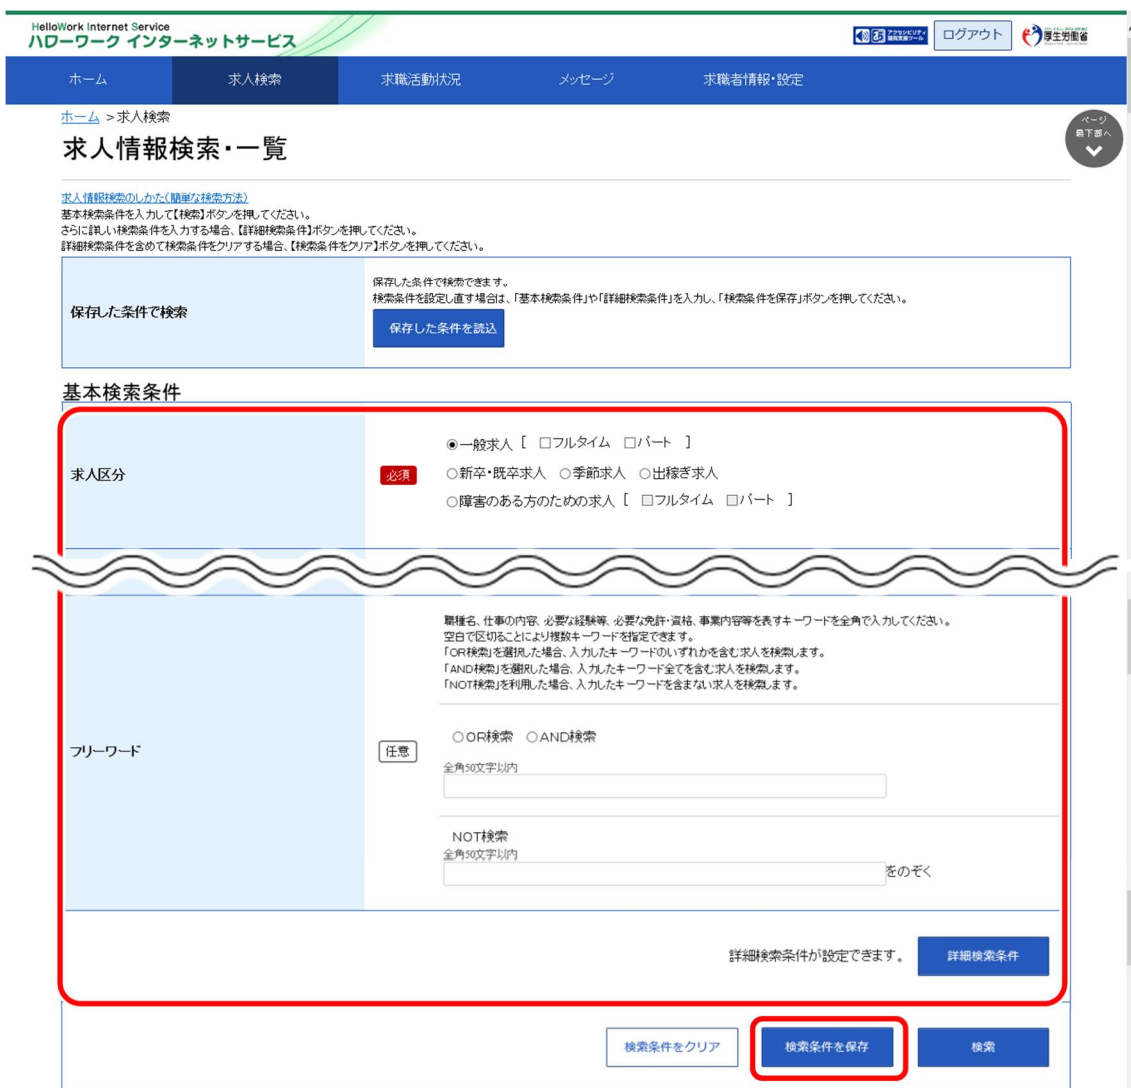 HelloWork Internet Service
ハローワーク インターネットサービス
アクセシビリティ
閲覧支援ツール
ログアウト
厚生労働省
ホーム 求人検索 求職活動状況 メッセージ 求職者情報・設定
ホーム >求人検索
ページ
最下部へ
求人情報検索・一覧
求人情報検索のしかた(簡単な検索方法)
基本検索条件を入力して【検索】ボタンを押してください。
さらに詳しい検索条件を入力する場合、【詳細検索条件】ボタンを押してください。
詳細検索条件を含めて検索条件をクリアする場合、【検索条件をクリア】ボタンを押してください。
保存した条件で検索
保存した条件で検索できます。
検索条件を設定し直す場合は、「基本検索条件」や「詳細検索条件」を入力し、「検索条件を保存」ボタンを押してください。
保存した条件を読込
基本検索条件
求人区分
必須
一般求人 [ フルタイム パート ]
新卒・既卒求人 季節求人 出稼ぎ求人
障害のある方のための求人 [ フルタイム パート ]
フリーワード
任意
職種名、仕事の内容、必要な経験等、必要な免許・資格、事業内容等を表すキーワードを全角で入力してください。
空白で区切ることにより複数キーワードを指定できます。
「OR検索」を選択した場合、入力したキーワードのいずれかを含む求人を検索します。
「AND検索」を選択した場合、入力したキーワード全てを含む求人を検索します。
「NOT検索」を利用した場合、入力したキーワードを含まない求人を検索します。
OR検索 AND検索
全角50文字以内
NOT検索
全角50文字以内
をのぞく
詳細検索条件が設定できます。 詳細検索条件
検索条件をクリア 検索条件を保存 検索